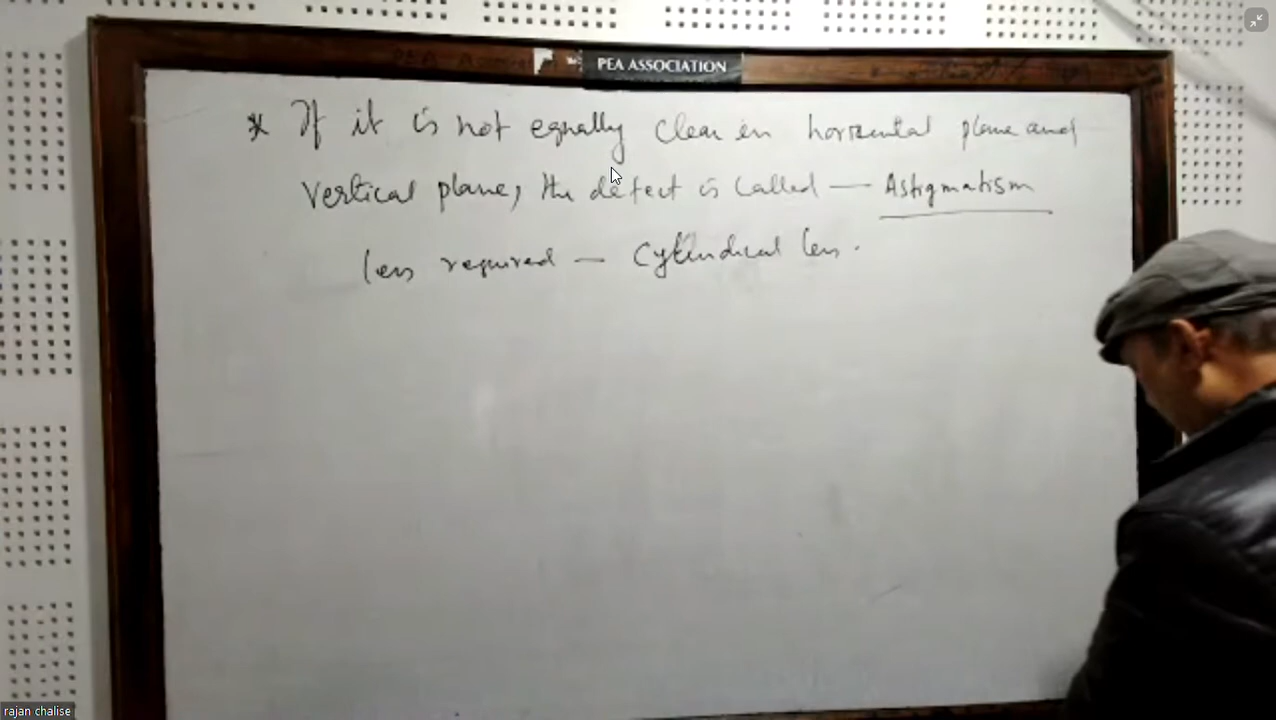 PEA ASSOCIATION
* If it is not equally clear in horizontal plane and
vertical plane, the defect is called — Astigmatism
lens required — Cylindrical lens.
rajan chalise